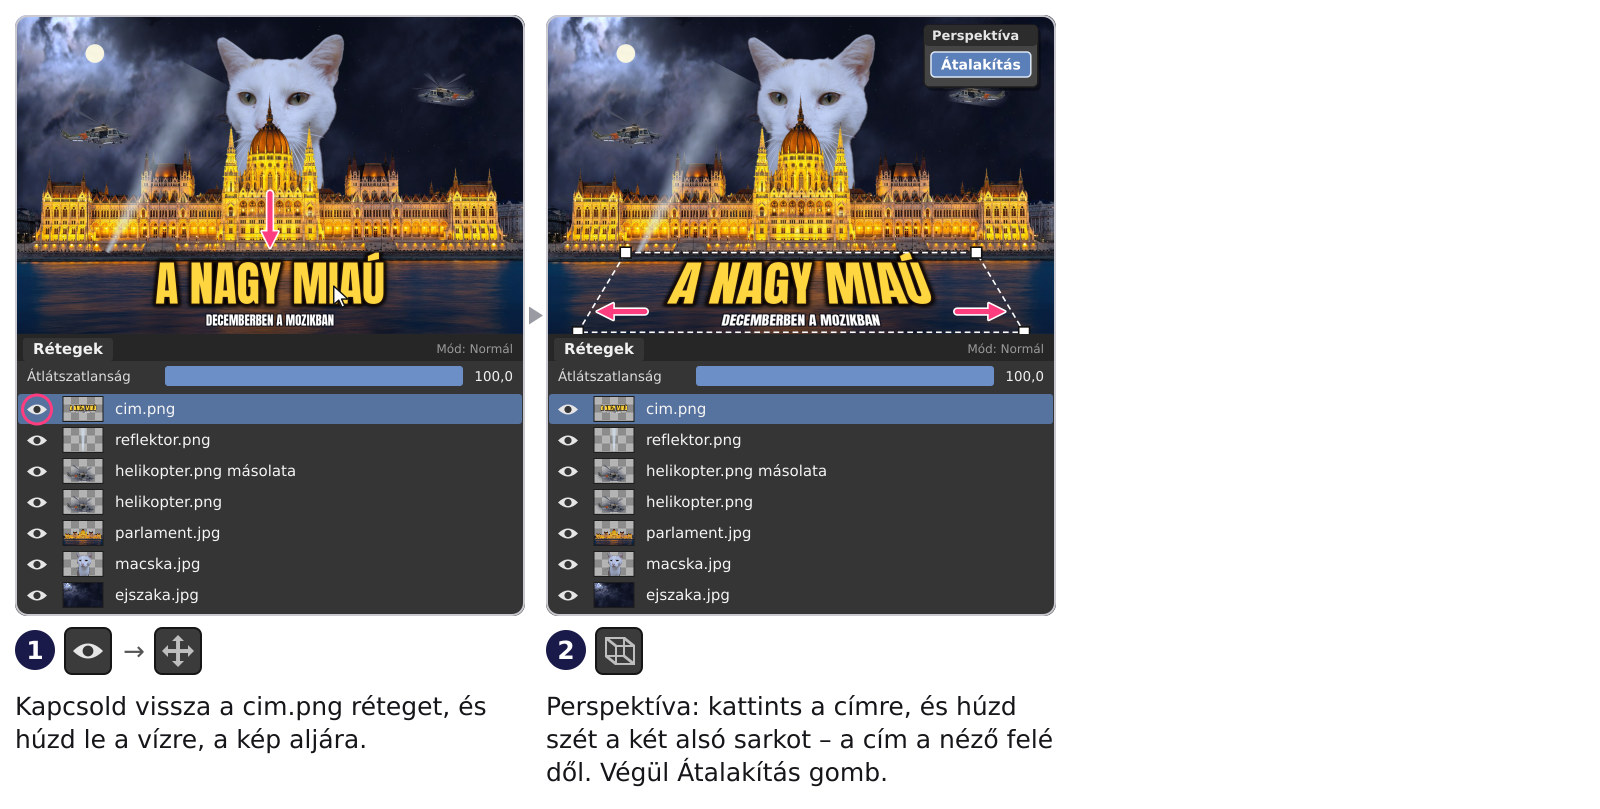 A NAGY MIAÚ
DECEMBERBEN A MOZIKBAN
Rétegek
Mód: Normál
Átlátszatlanság
100,0
cim.png
reflektor.png
helikopter.png másolata
helikopter.png
parlament.jpg
macska.jpg
ejszaka.jpg
1 →
Kapcsold vissza a cim.png réteget, és
húzd le a vízre, a kép aljára.
Perspektíva
Átalakítás
A NAGY MIAÚ
DECEMBERBEN A MOZIKBAN
Rétegek
Mód: Normál
Átlátszatlanság
100,0
cim.png
reflektor.png
helikopter.png másolata
helikopter.png
parlament.jpg
macska.jpg
ejszaka.jpg
2
Perspektíva: kattints a címre, és húzd
szét a két alsó sarkot – a cím a néző felé
dől. Végül Átalakítás gomb.